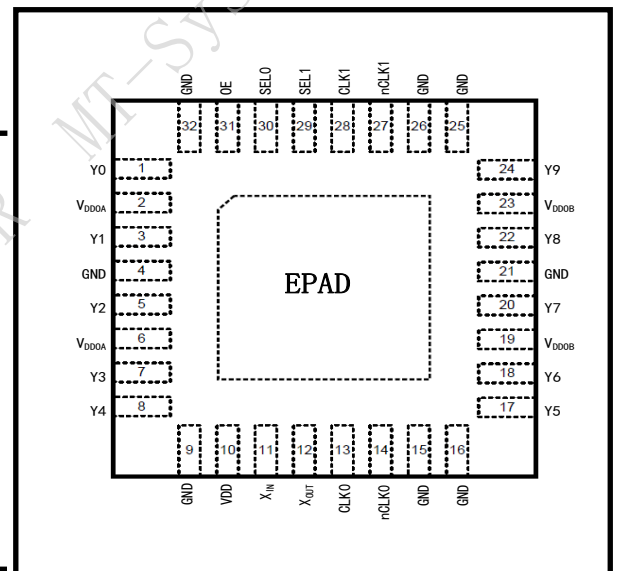 MT-Sy
R
GND OE SEL0 SEL1 CLK1 nCLK1 GND GND
32 31 30 29 28 27 26 25
Y0 1 24 Y9
VDDOA 2 23 VDDOB
Y1 3 22 Y8
GND 4 21 GND
EPAD
Y2 5 20 Y7
VDDOA 6 19 VDDOB
Y3 7 18 Y6
Y4 8 17 Y5
9 10 11 12 13 14 15 16
GND VDD XIN XOUT CLK0 nCLK0 GND GND